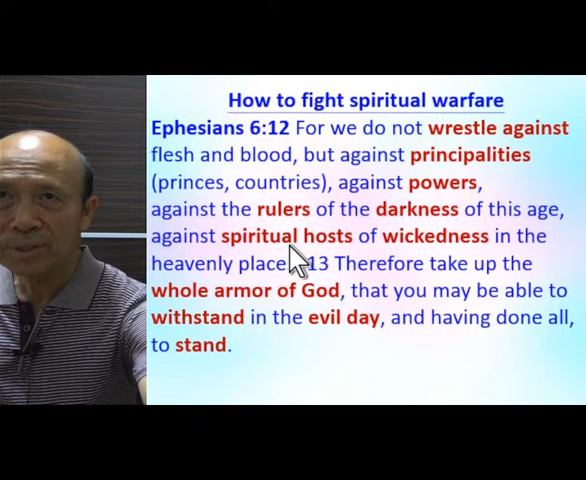 How to fight spiritual warfare
Ephesians 6:12 For we do not wrestle against
flesh and blood, but against principalities
(princes, countries), against powers,
against the rulers of the darkness of this age,
against spiritual hosts of wickedness in the
heavenly place 13 Therefore take up the
whole armor of God, that you may be able to
withstand in the evil day, and having done all,
to stand.